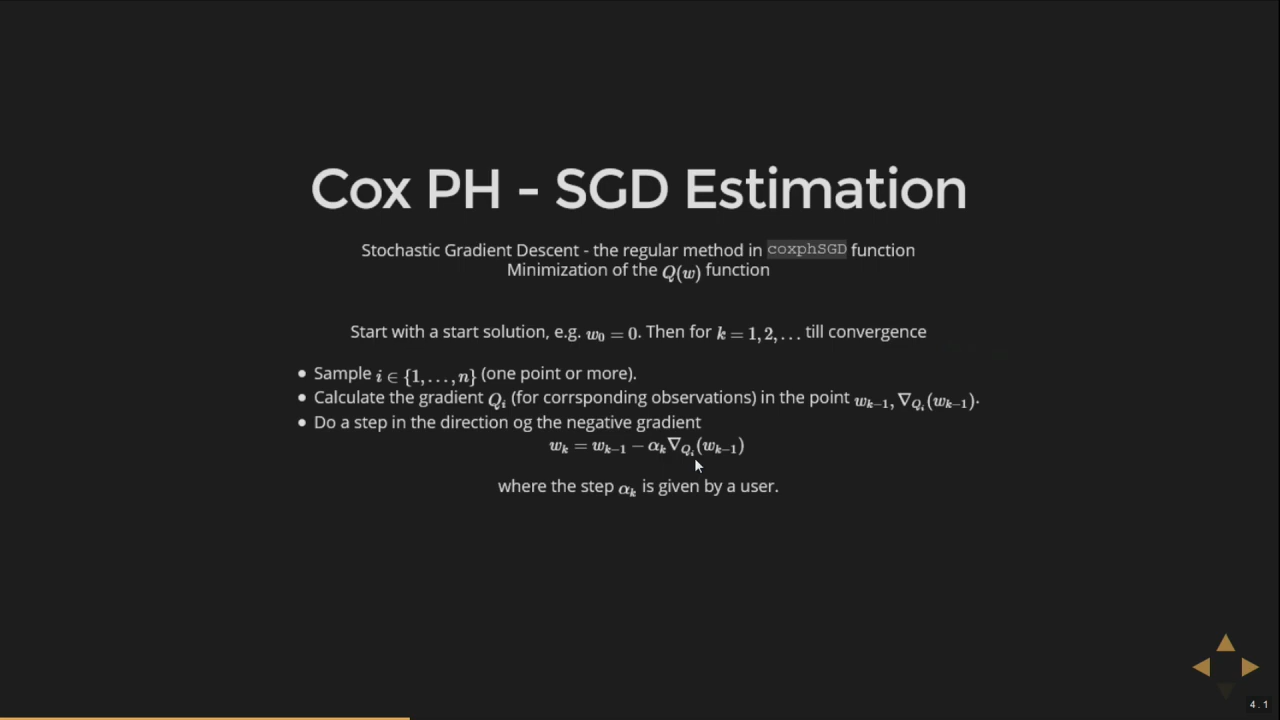 Cox PH - SGD Estimation
Stochastic Gradient Descent - the regular method in coxphSGD function
Minimization of the Q(w) function
Start with a start solution, e.g. w₀ = 0. Then for k = 1, 2, … till convergence
• Sample i ∈ {1, …, n} (one point or more).
• Calculate the gradient Qᵢ (for corrsponding observations) in the point wₖ₋₁, ∇_{Qᵢ}(wₖ₋₁).
• Do a step in the direction og the negative gradient
wₖ = wₖ₋₁ − αₖ∇_{Qᵢ}(wₖ₋₁)
where the step αₖ is given by a user.
4.1